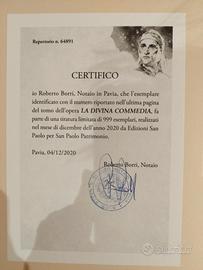 Repertorio n. 64891
CERTIFICO
io Roberto Borri, Notaio in Pavia, che l'esemplare
identificato con il numero riportato nell'ultima pagina
del tomo dell'opera LA DIVINA COMMEDIA, fa
parte di una tiratura limitata di 999 esemplari, realizzati
nel mese di dicembre dell'anno 2020 da Edizioni San
Paolo per San Paolo Patrimonio.
Pavia, 04/12/2020
Roberto Borri, Notaio
subito